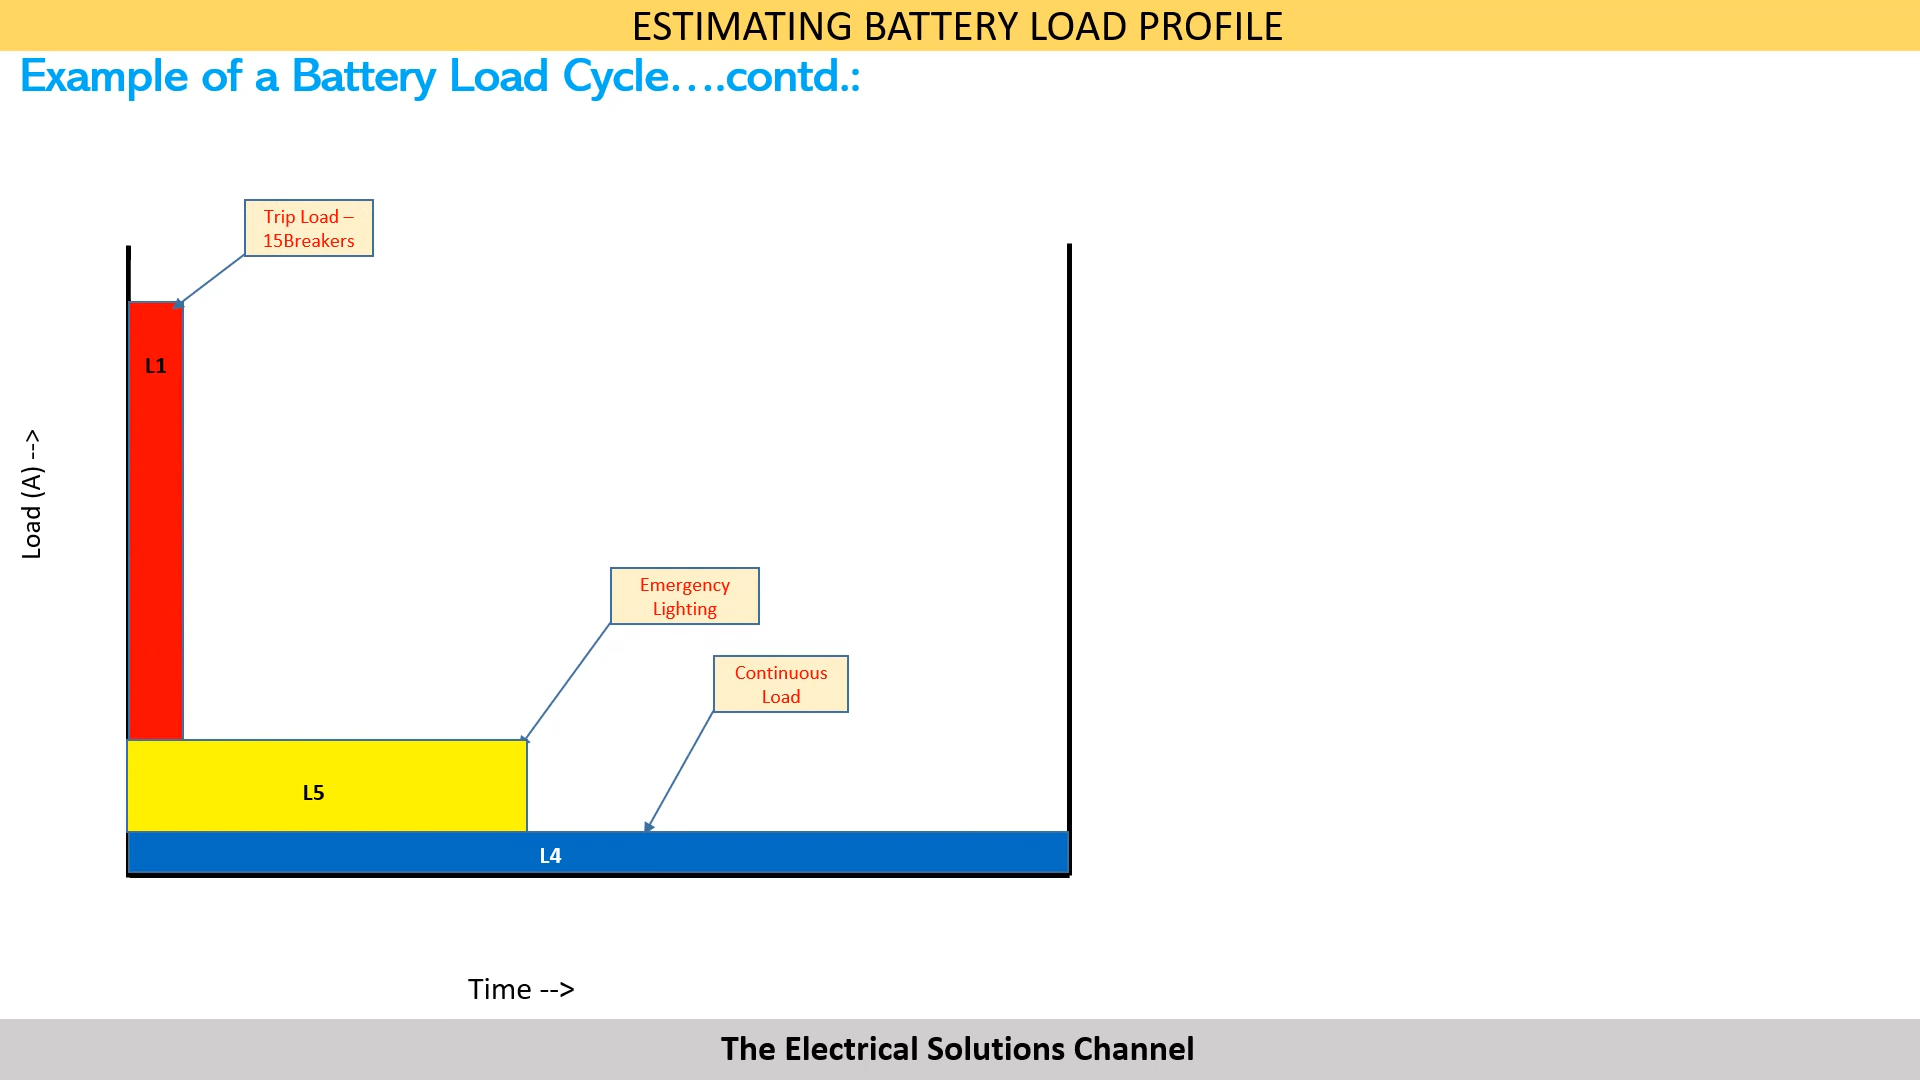 ESTIMATING BATTERY LOAD PROFILE
Example of a Battery Load Cycle….contd.:
Trip Load –
15Breakers
L1
Load (A) -->
Emergency
Lighting
Continuous
Load
L5
L4
Time -->
The Electrical Solutions Channel